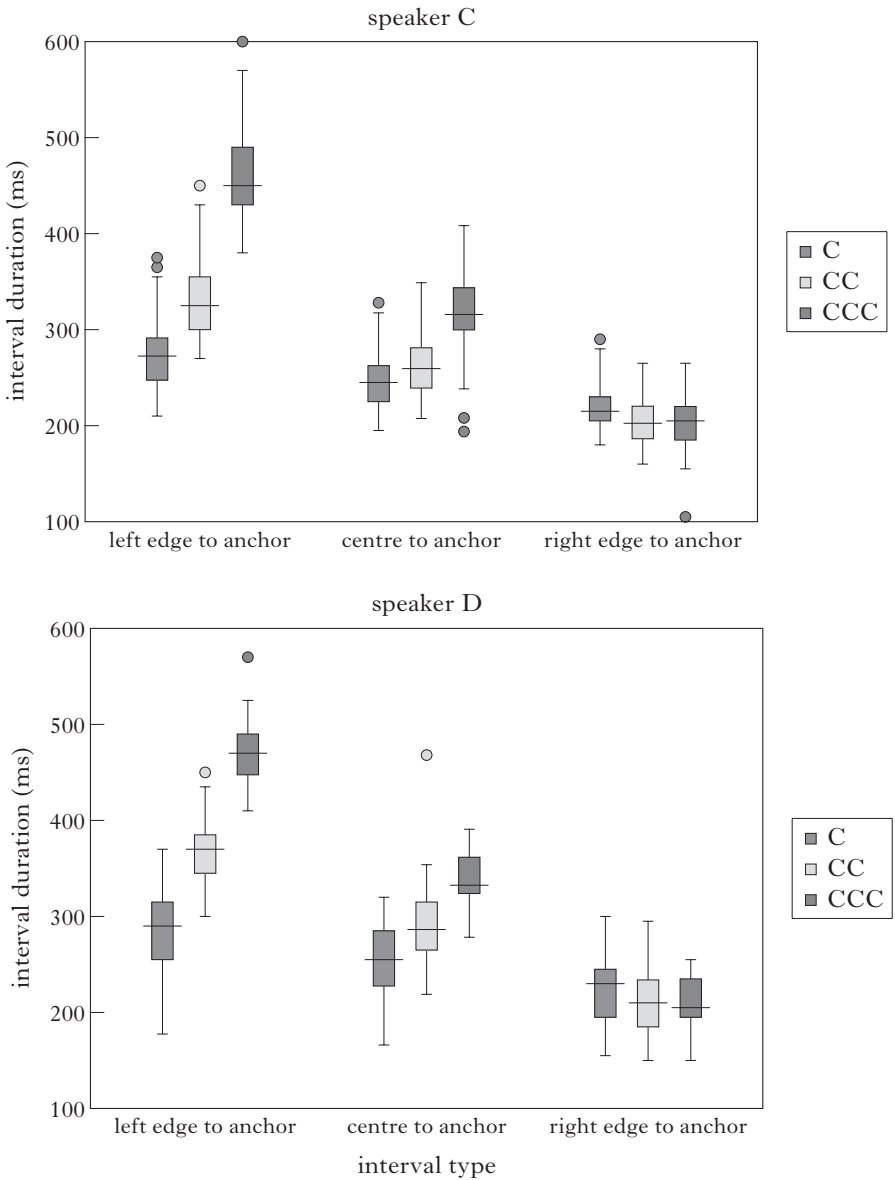 speaker C
600
500
400
300
200
100
interval duration (ms)
left edge to anchor
centre to anchor
right edge to anchor
C
CC
CCC
speaker D
600
500
400
300
200
100
interval duration (ms)
left edge to anchor
centre to anchor
right edge to anchor
interval type
C
CC
CCC